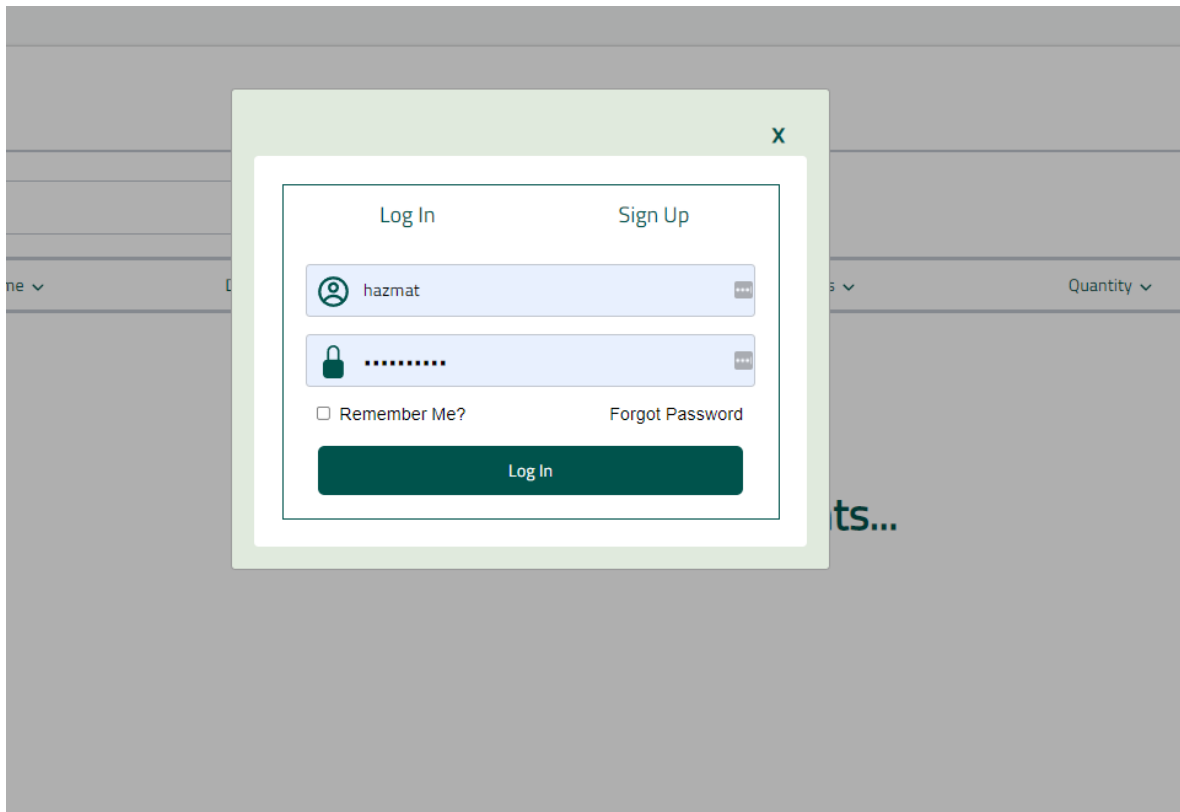 X
Log In Sign Up
hazmat
Quantity
Remember Me? Forgot Password
Log In